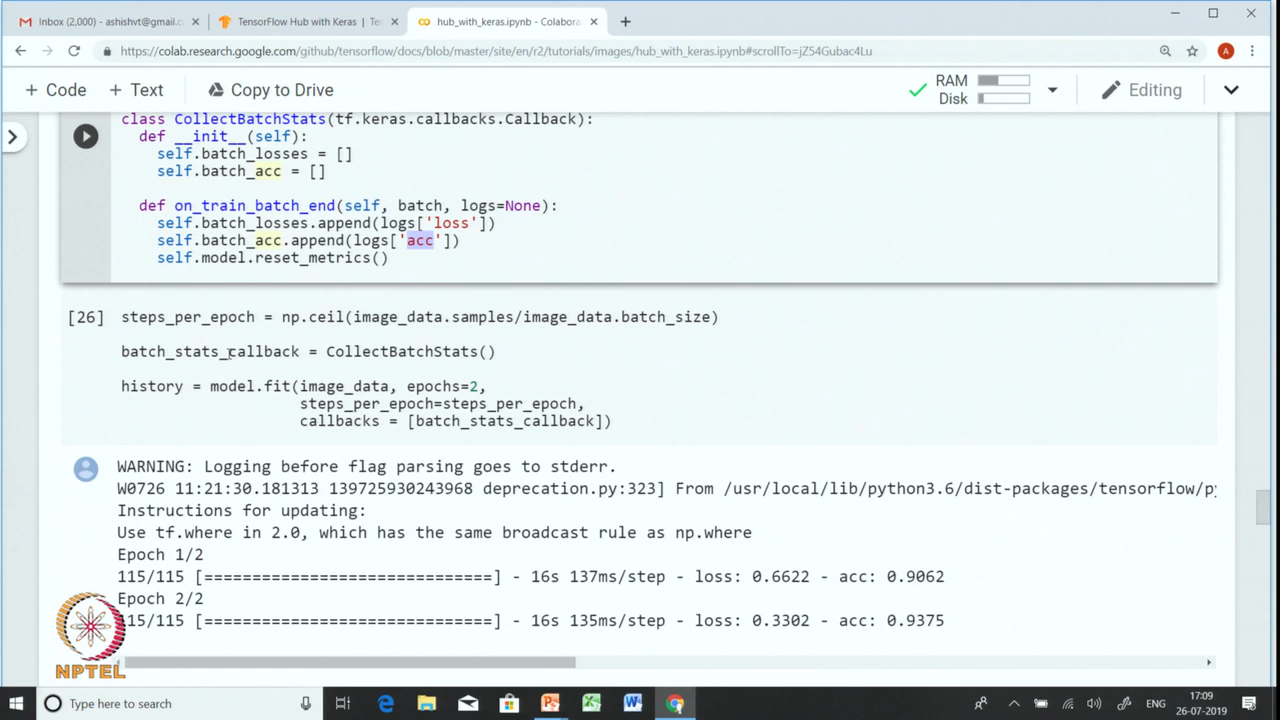 Inbox (2,000) - ashishvt@gmail.c
TensorFlow Hub with Keras | Ten
hub_with_keras.ipynb - Colabora
https://colab.research.google.com/github/tensorflow/docs/blob/master/site/en/r2/tutorials/images/hub_with_keras.ipynb#scrollTo=jZ54Gubac4Lu
A
+ Code + Text Copy to Drive
RAM
Disk
Editing
class CollectBatchStats(tf.keras.callbacks.Callback):
def __init__(self):
self.batch_losses = []
self.batch_acc = []
def on_train_batch_end(self, batch, logs=None):
self.batch_losses.append(logs['loss'])
self.batch_acc.append(logs['acc'])
self.model.reset_metrics()
[26] steps_per_epoch = np.ceil(image_data.samples/image_data.batch_size)
batch_stats_callback = CollectBatchStats()
history = model.fit(image_data, epochs=2,
steps_per_epoch=steps_per_epoch,
callbacks = [batch_stats_callback])
WARNING: Logging before flag parsing goes to stderr.
W0726 11:21:30.181313 139725930243968 deprecation.py:323] From /usr/local/lib/python3.6/dist-packages/tensorflow/py
Instructions for updating:
Use tf.where in 2.0, which has the same broadcast rule as np.where
Epoch 1/2
115/115 [==============================] - 16s 137ms/step - loss: 0.6622 - acc: 0.9062
Epoch 2/2
115/115 [==============================] - 16s 135ms/step - loss: 0.3302 - acc: 0.9375
NPTEL
Type here to search
ENG
17:09
26-07-2019